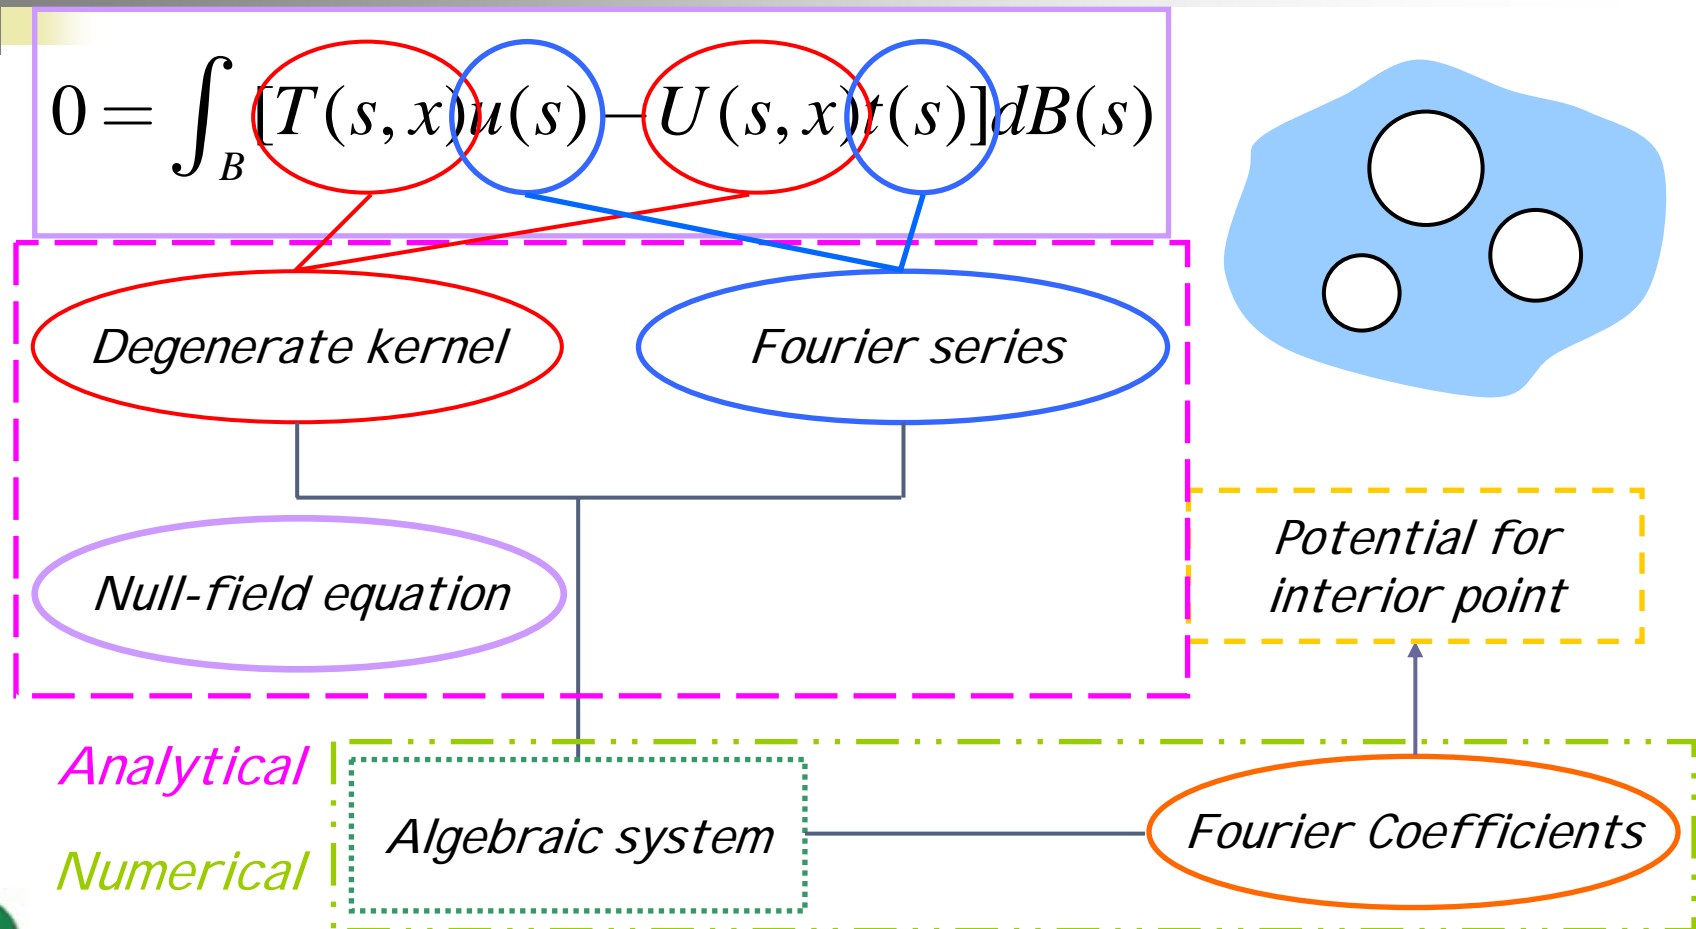 0 = ∫_B [T(s, x)u(s) – U(s, x)t(s)]dB(s)
Degenerate kernel
Fourier series
Null-field equation
Potential for
interior point
Analytical
Numerical
Algebraic system
Fourier Coefficients